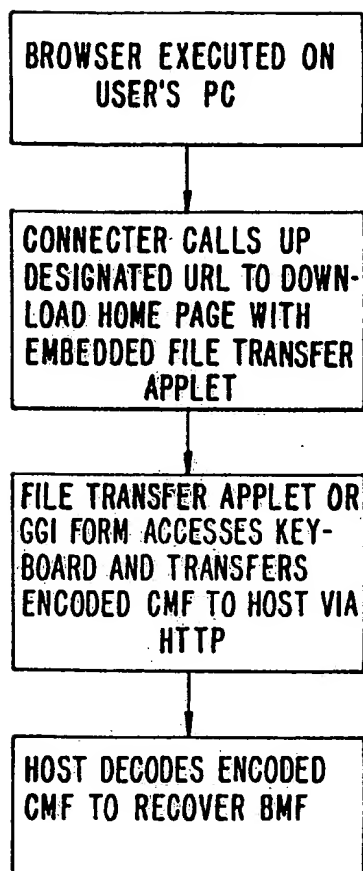 BROWSER EXECUTED ON
USER'S PC
CONNECTER CALLS UP
DESIGNATED URL TO DOWN-
LOAD HOME PAGE WITH
EMBEDDED FILE TRANSFER
APPLET
FILE TRANSFER APPLET OR
GGI FORM ACCESSES KEY-
BOARD AND TRANSFERS
ENCODED CMF TO HOST VIA
HTTP
HOST DECODES ENCODED
CMF TO RECOVER BMF